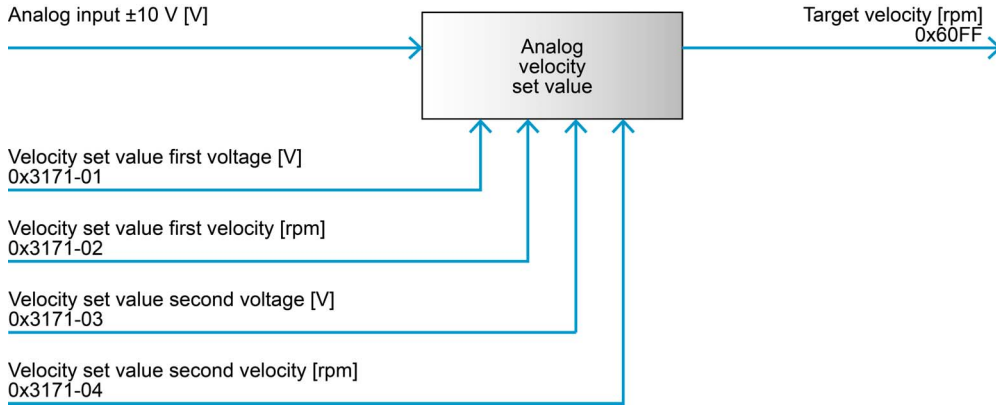 Analog input ±10 V [V]
Target velocity [rpm]
0x60FF
Analog
velocity
set value
Velocity set value first voltage [V]
0x3171-01
Velocity set value first velocity [rpm]
0x3171-02
Velocity set value second voltage [V]
0x3171-03
Velocity set value second velocity [rpm]
0x3171-04